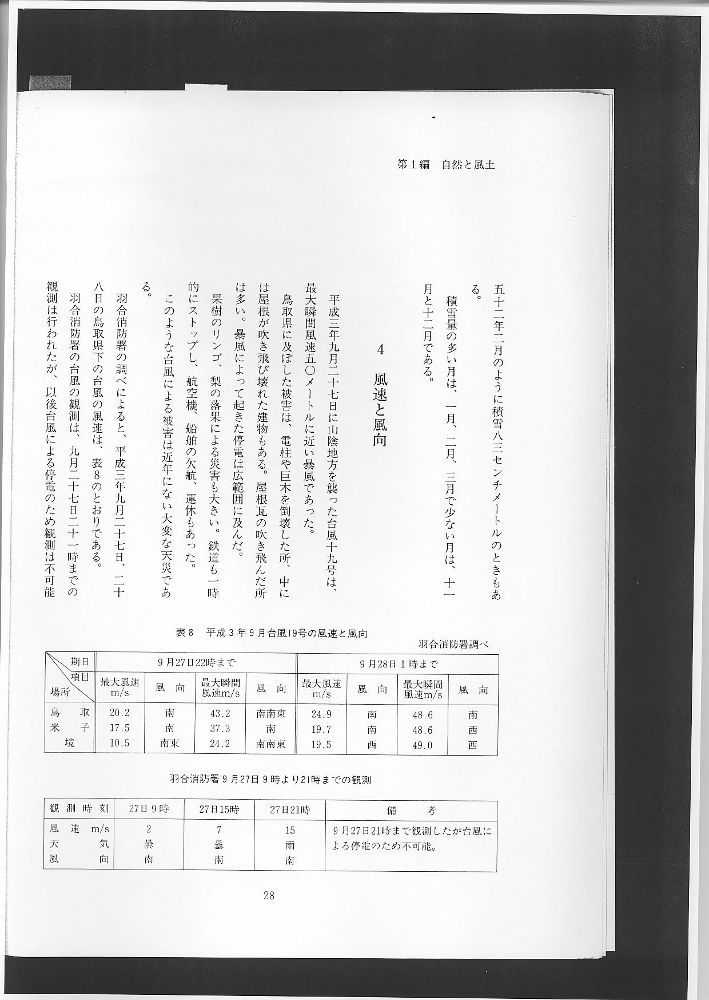 第1編 自然と風土
五十二年二月のように積雪八三センチメートルのときもあ
る。
積雪量の多い月は、一月、二月、三月で少ない月は、十一
月と十二月である。
4 風速と風向
平成三年九月二十七日に山陰地方を襲った台風十九号は、
最大瞬間風速五〇メートルに近い暴風であった。
鳥取県に及ぼした被害は、電柱や巨木を倒壊した所、中に
は屋根が吹き飛び壊れた建物もある。屋根瓦の吹き飛んだ所
は多い。暴風によって起きた停電は広範囲に及んだ。
果樹のリンゴ、梨の落果による災害も大きい。鉄道も一時
的にストップし、航空機、船舶の欠航、運休もあった。
このような台風による被害は近年にない大変な天災であ
る。
羽合消防署の調べによると、平成三年九月二十七日、二十
八日の鳥取県下の台風の風速は、表8のとおりである。
羽合消防署の台風の観測は、九月二十七日二十一時までの
観測は行われたが、以後台風による停電のため観測は不可能
表8 平成3年9月台風19号の風速と風向
羽合消防署調べ
期日 9月27日22時まで 9月28日1時まで
項目
場所 最大風速m/s 風向 最大瞬間風速m/s 風向 最大風速m/s 風向 最大瞬間風速m/s 風向
鳥取 20.2 南 43.2 南南東 24.9 南 48.6 南
米子 17.5 南 37.3 南 19.7 南 48.6 西
境 10.5 南東 24.2 南南東 19.5 西 49.0 西
羽合消防署9月27日9時より21時までの観測
観測時刻 27日9時 27日15時 27日21時 備考
風速m/s 2 7 15 9月27日21時まで観測したが台風に
天気 曇 曇 雨 よる停電のため不可能。
風向 南 南 南
28